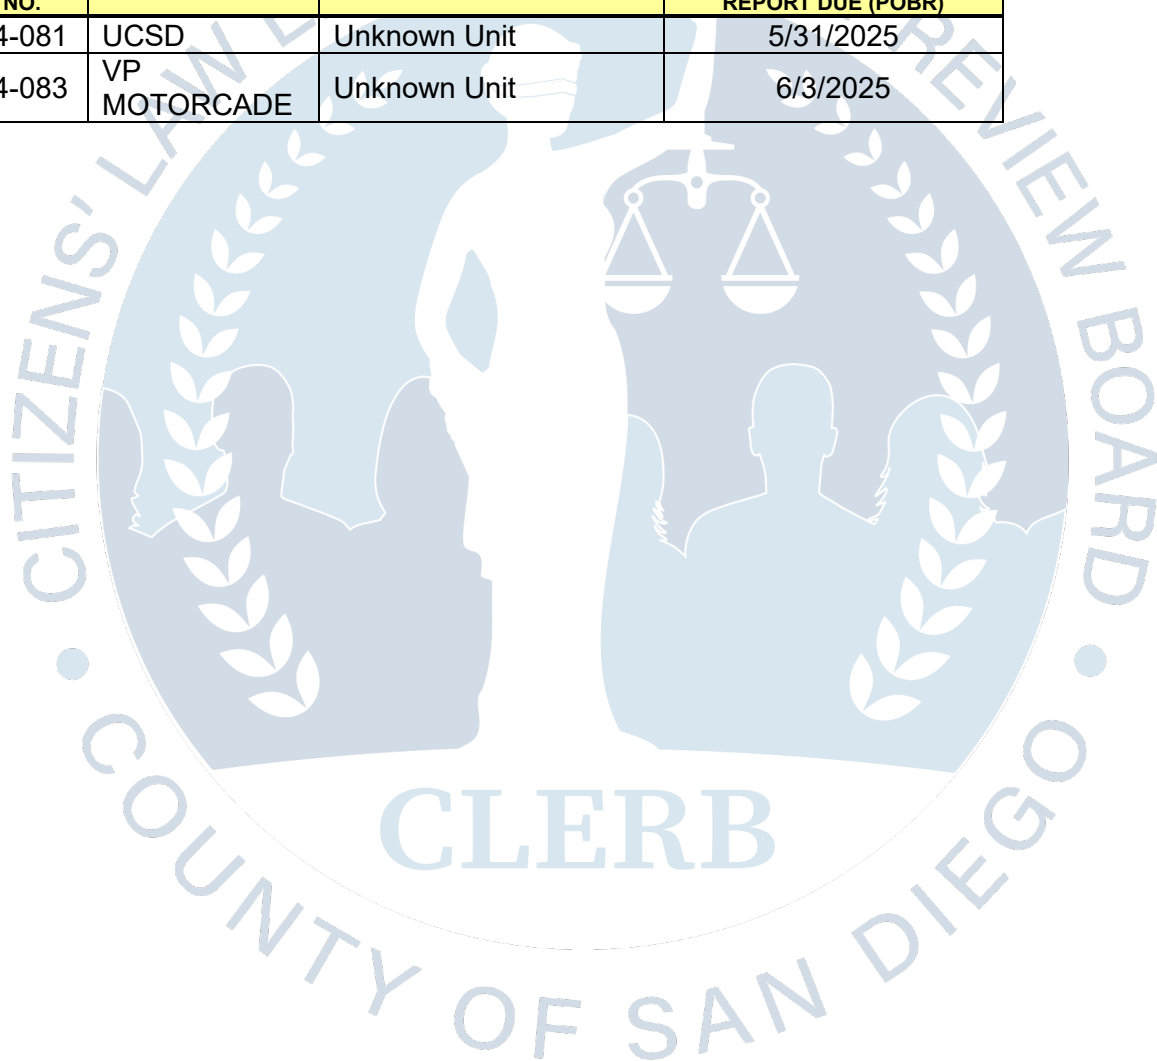 NO. REPORT DUE (POBR)
4-081 UCSD Unknown Unit 5/31/2025
4-083 VP MOTORCADE Unknown Unit 6/3/2025
CITIZENS' LAW REVIEW BOARD
CLERB
COUNTY OF SAN DIEGO